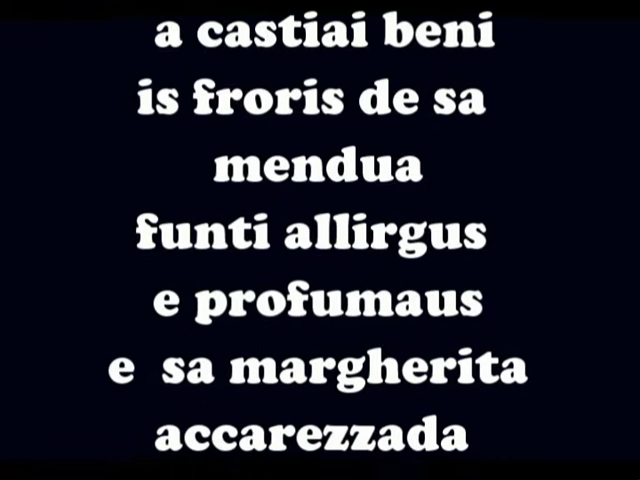 a castiai beni
is froris de sa
mendua
funti allirgus
e profumaus
e sa margherita
accarezzada